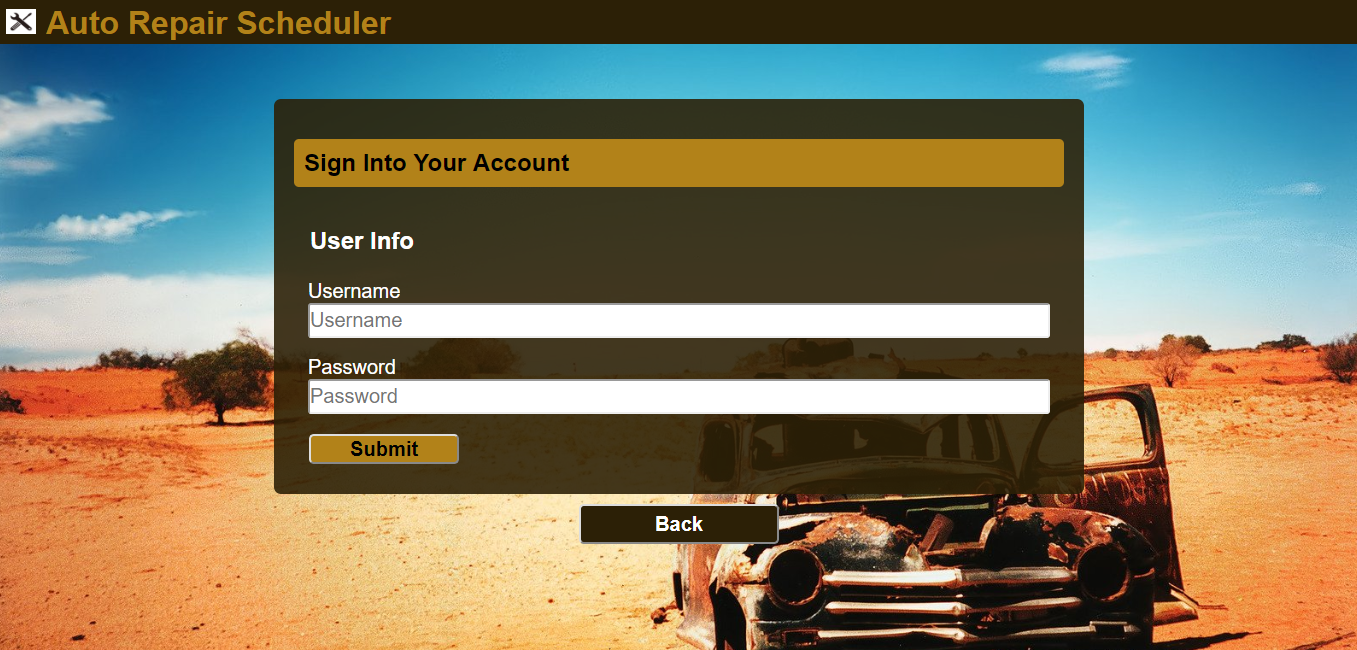 Auto Repair Scheduler
Sign Into Your Account
User Info
Username
Username
Password
Password
Submit
Back